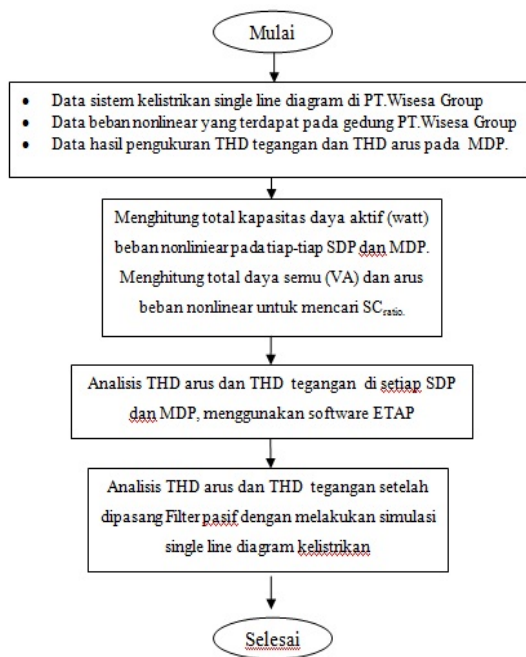 Mulai
• Data sistem kelistrikan single line diagram di PT.Wisesa Group
• Data beban nonlinear yang terdapat pada gedung PT.Wisesa Group
• Data hasil pengukuran THD tegangan dan THD arus pada MDP.
Menghitung total kapasitas daya aktif (watt)
beban nonliniear pada tiap-tiap SDP dan MDP.
Menghitung total daya semu (VA) dan arus
beban nonlinear untuk mencari SCratio.
Analisis THD arus dan THD tegangan di setiap SDP
dan MDP, menggunakan software ETAP
Analisis THD arus dan THD tegangan setelah
dipasang Filter pasif dengan melakukan simulasi
single line diagram kelistrikan
Selesai